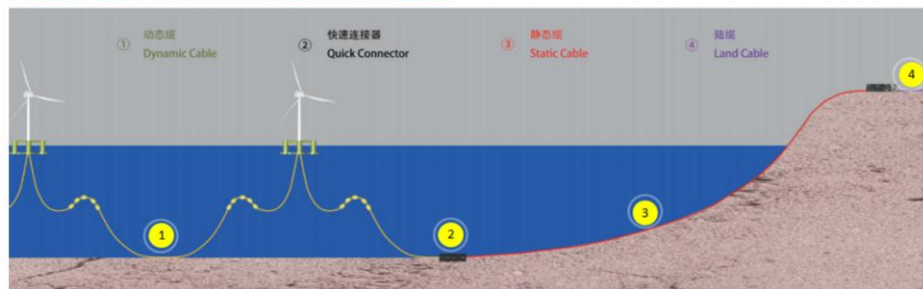 ① 动态缆
Dynamic Cable
② 快速连接器
Quick Connector
③ 静态缆
Static Cable
④ 陆缆
Land Cable
4
3
1
2